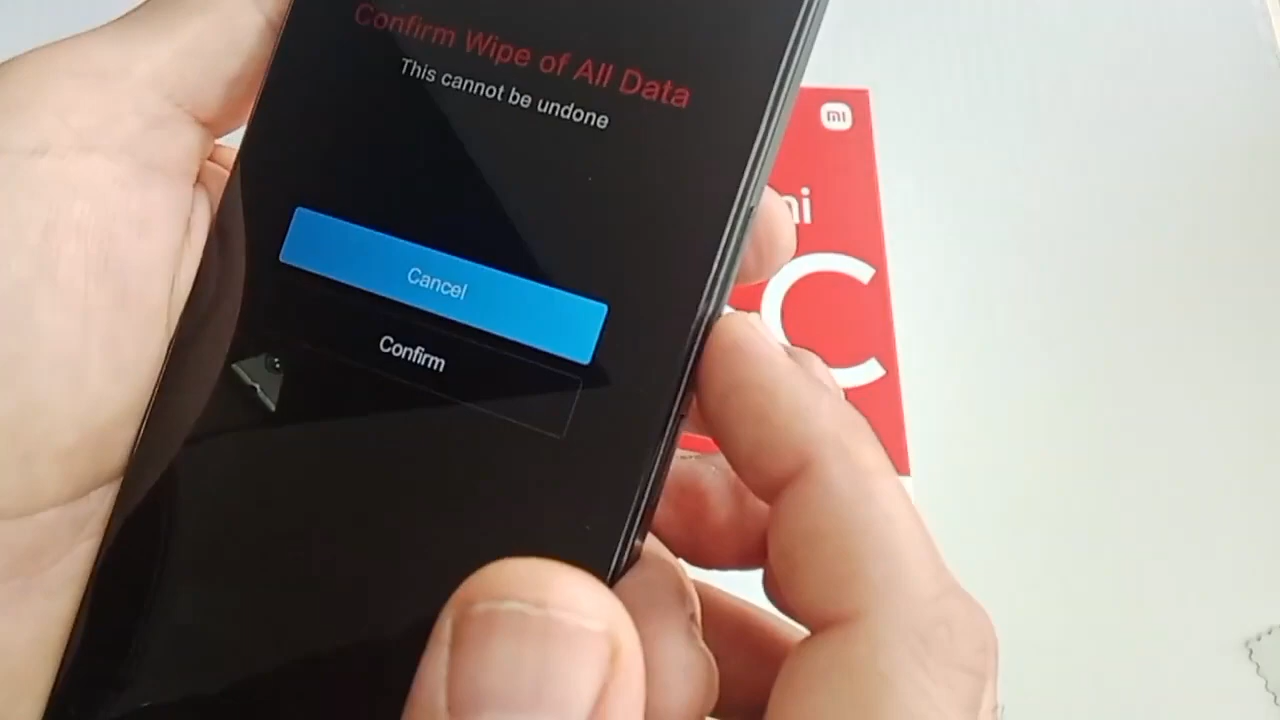 Confirm Wipe of All Data
This cannot be undone
Cancel
Confirm
mi
C